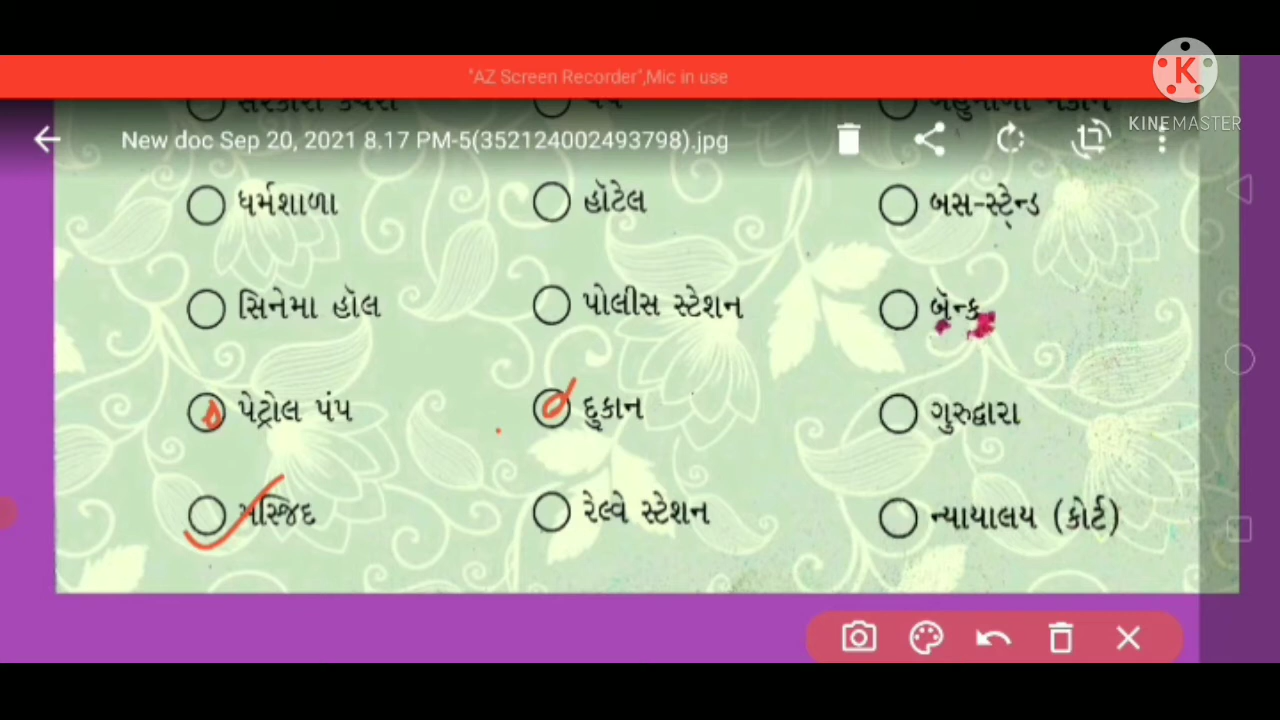 "AZ Screen Recorder",Mic in use
KINEMASTER
New doc Sep 20, 2021 8.17 PM-5(352124002493798).jpg
ધર્મશાળા હૉટેલ બસ-સ્ટેન્ડ
સિનેમા હૉલ પોલીસ સ્ટેશન બૅન્ક
પેટ્રોલ પંપ દુકાન ગુરુદ્વારા
મસ્જિદ રેલ્વે સ્ટેશન ન્યાયાલય (કોર્ટ)